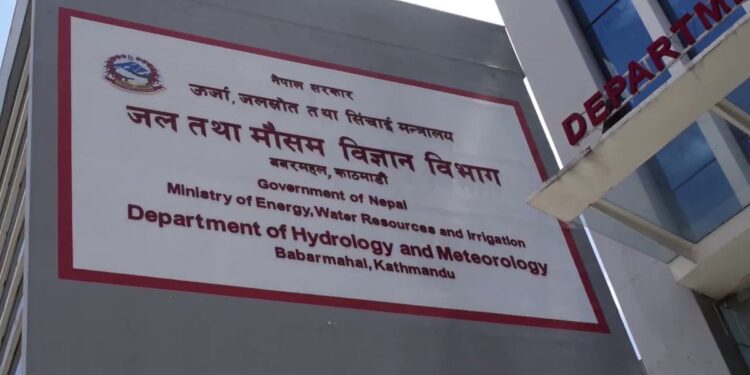 नेपाल सरकार
ऊर्जा, जलस्रोत तथा सिंचाई मन्त्रालय
जल तथा मौसम विज्ञान विभाग
बबरमहल, काठमाडौं
Government of Nepal
Ministry of Energy, Water Resources and Irrigation
Department of Hydrology and Meteorology
Babarmahal, Kathmandu
DEPARTME